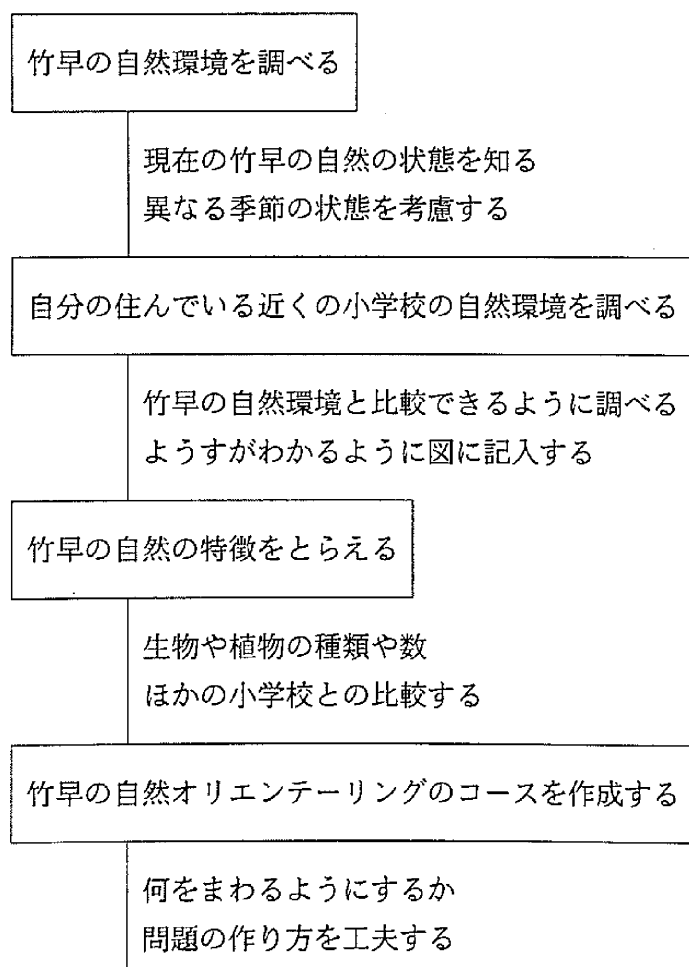 竹早の自然環境を調べる
現在の竹早の自然の状態を知る
異なる季節の状態を考慮する
自分の住んでいる近くの小学校の自然環境を調べる
竹早の自然環境と比較できるように調べる
ようすがわかるように図に記入する
竹早の自然の特徴をとらえる
生物や植物の種類や数
ほかの小学校との比較する
竹早の自然オリエンテーリングのコースを作成する
何をまわるようにするか
問題の作り方を工夫する